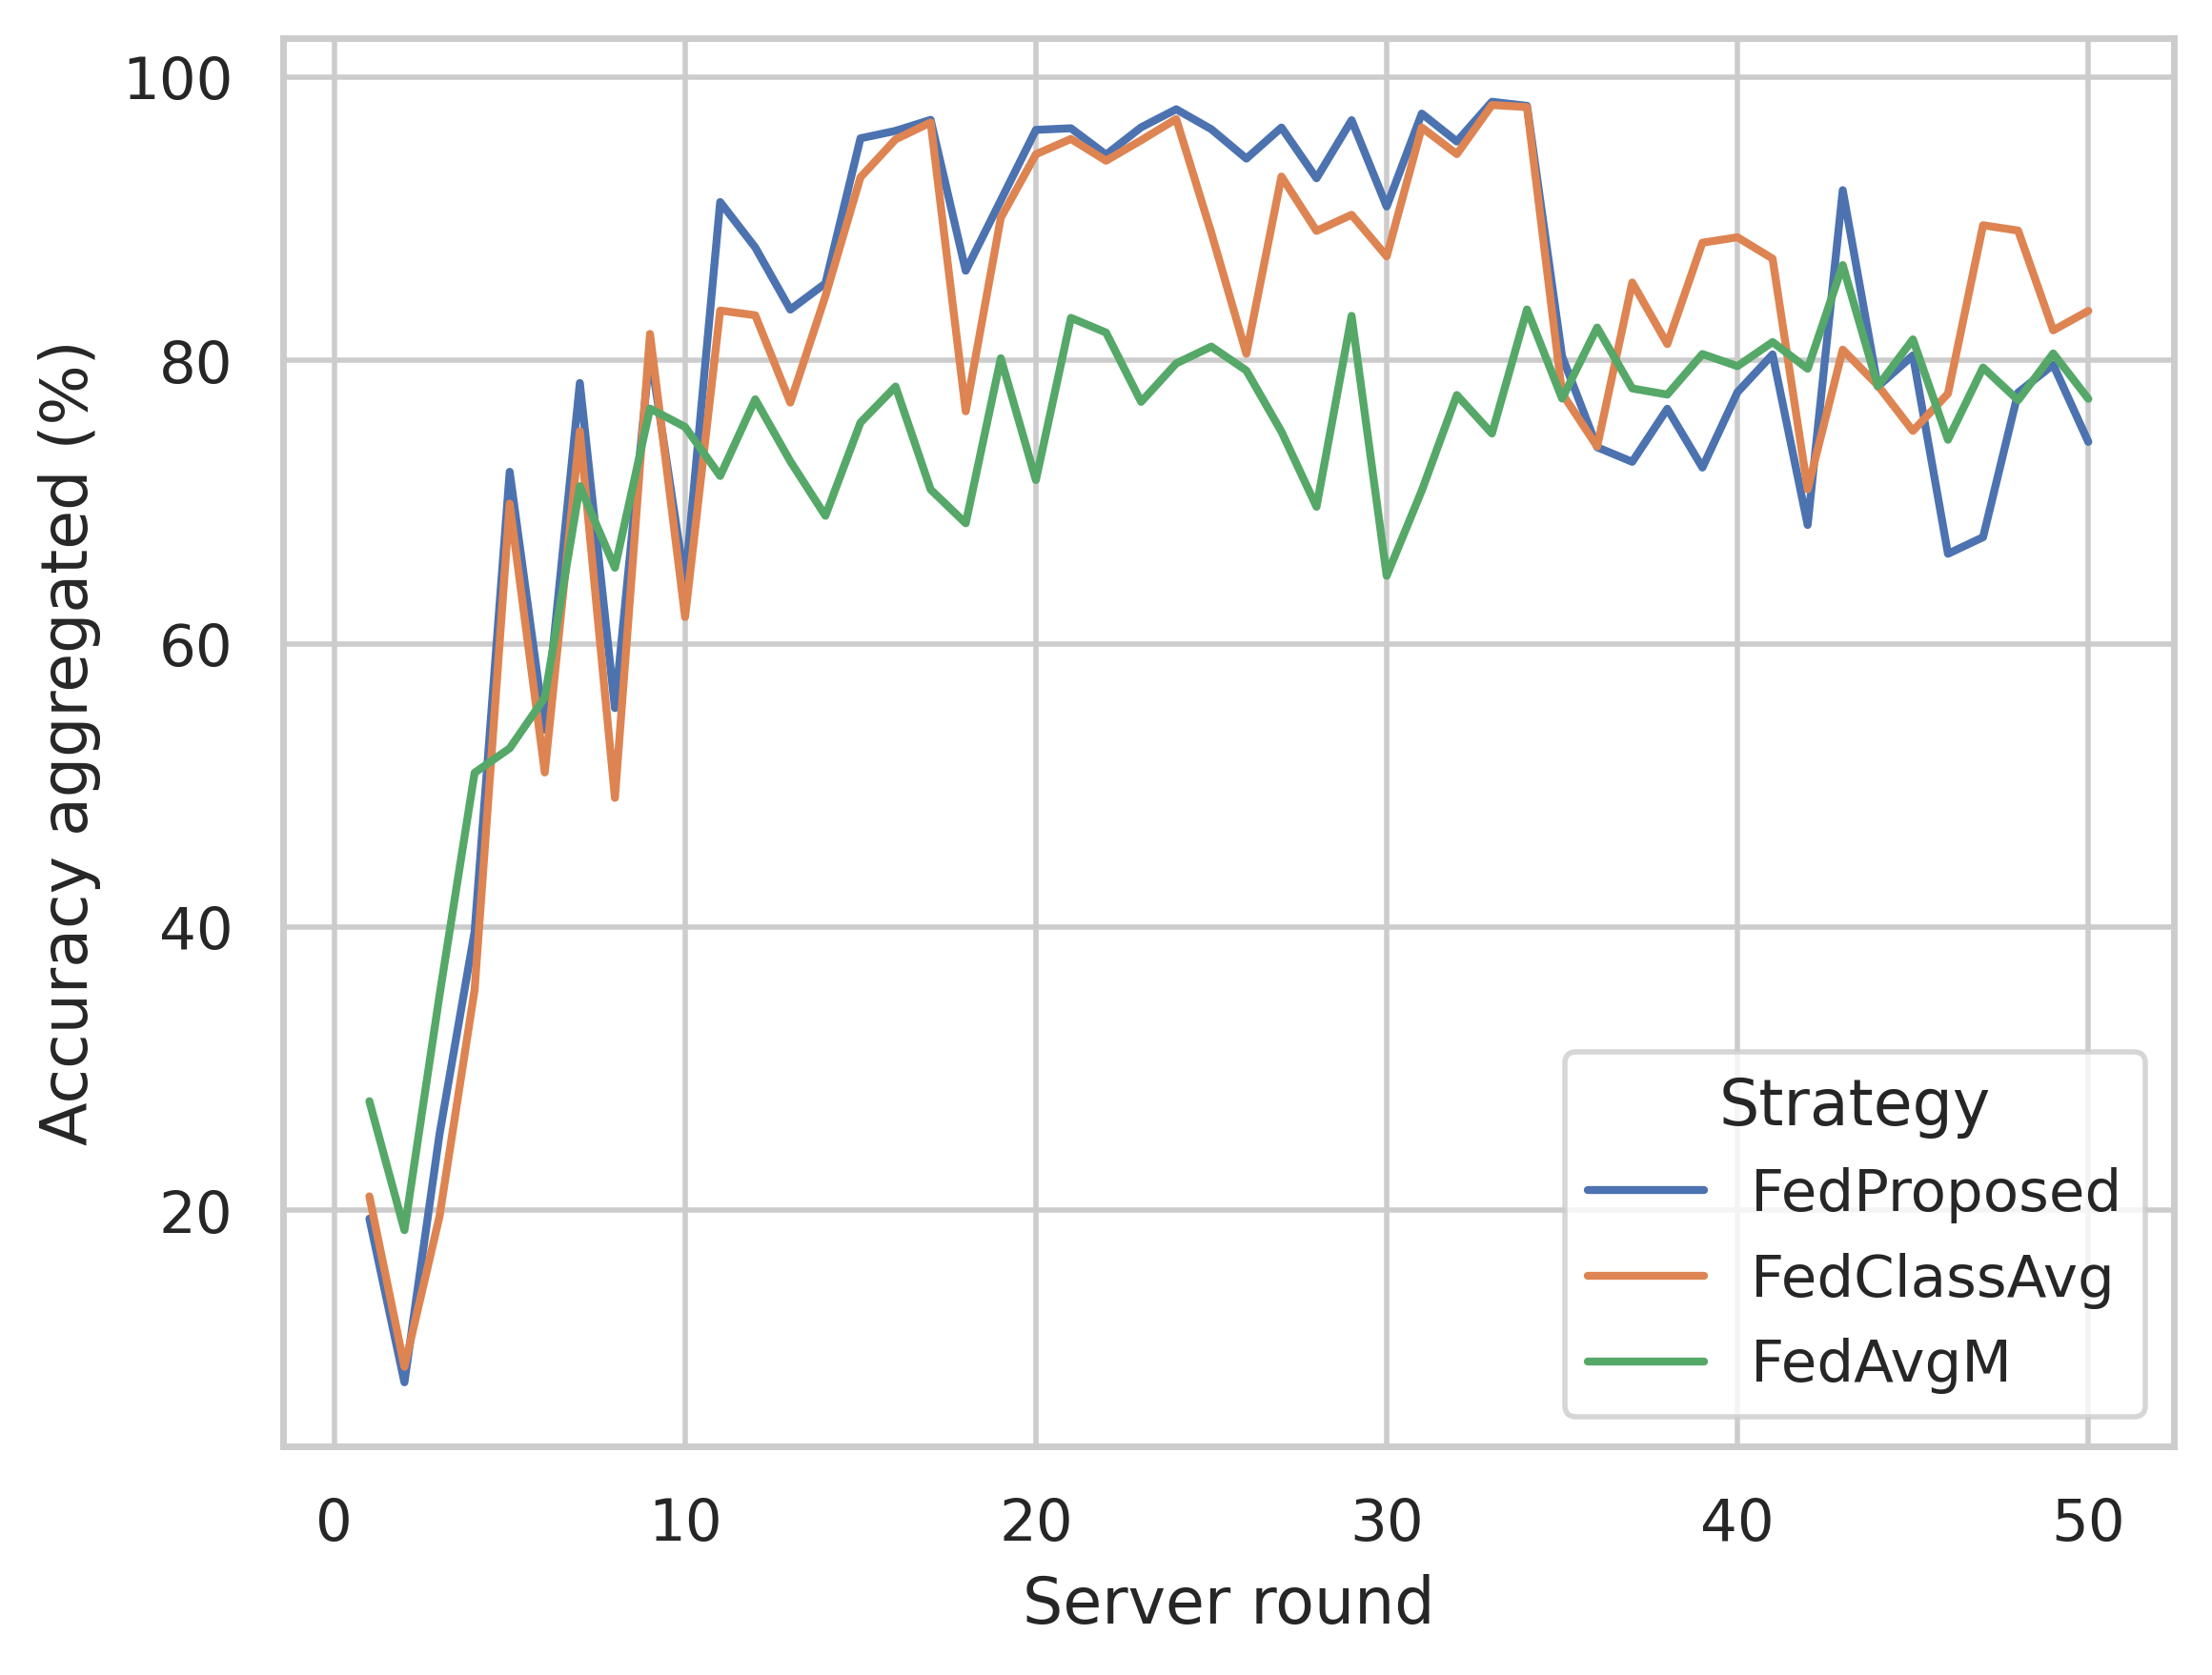 Accuracy aggregated (%)
100
80
60
40
20
0 10 20 30 40 50
Server round
Strategy
FedProposed
FedClassAvg
FedAvgM